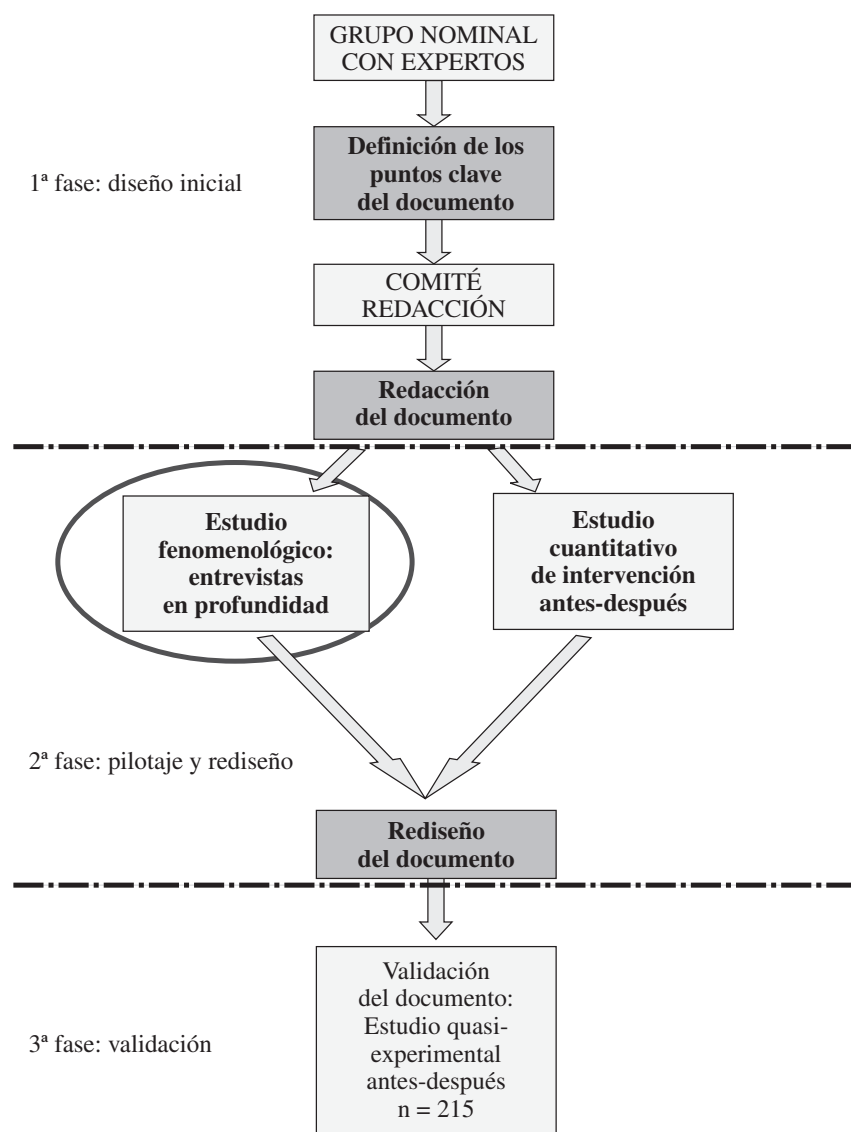 GRUPO NOMINAL
CON EXPERTOS
Definición de los
puntos clave
del documento
1ª fase: diseño inicial
COMITÉ
REDACCIÓN
Redacción
del documento
Estudio
fenomenológico:
entrevistas
en profundidad
Estudio
cuantitativo
de intervención
antes-después
2ª fase: pilotaje y rediseño
Rediseño
del documento
Validación
del documento:
Estudio quasi-
experimental
antes-después
n = 215
3ª fase: validación